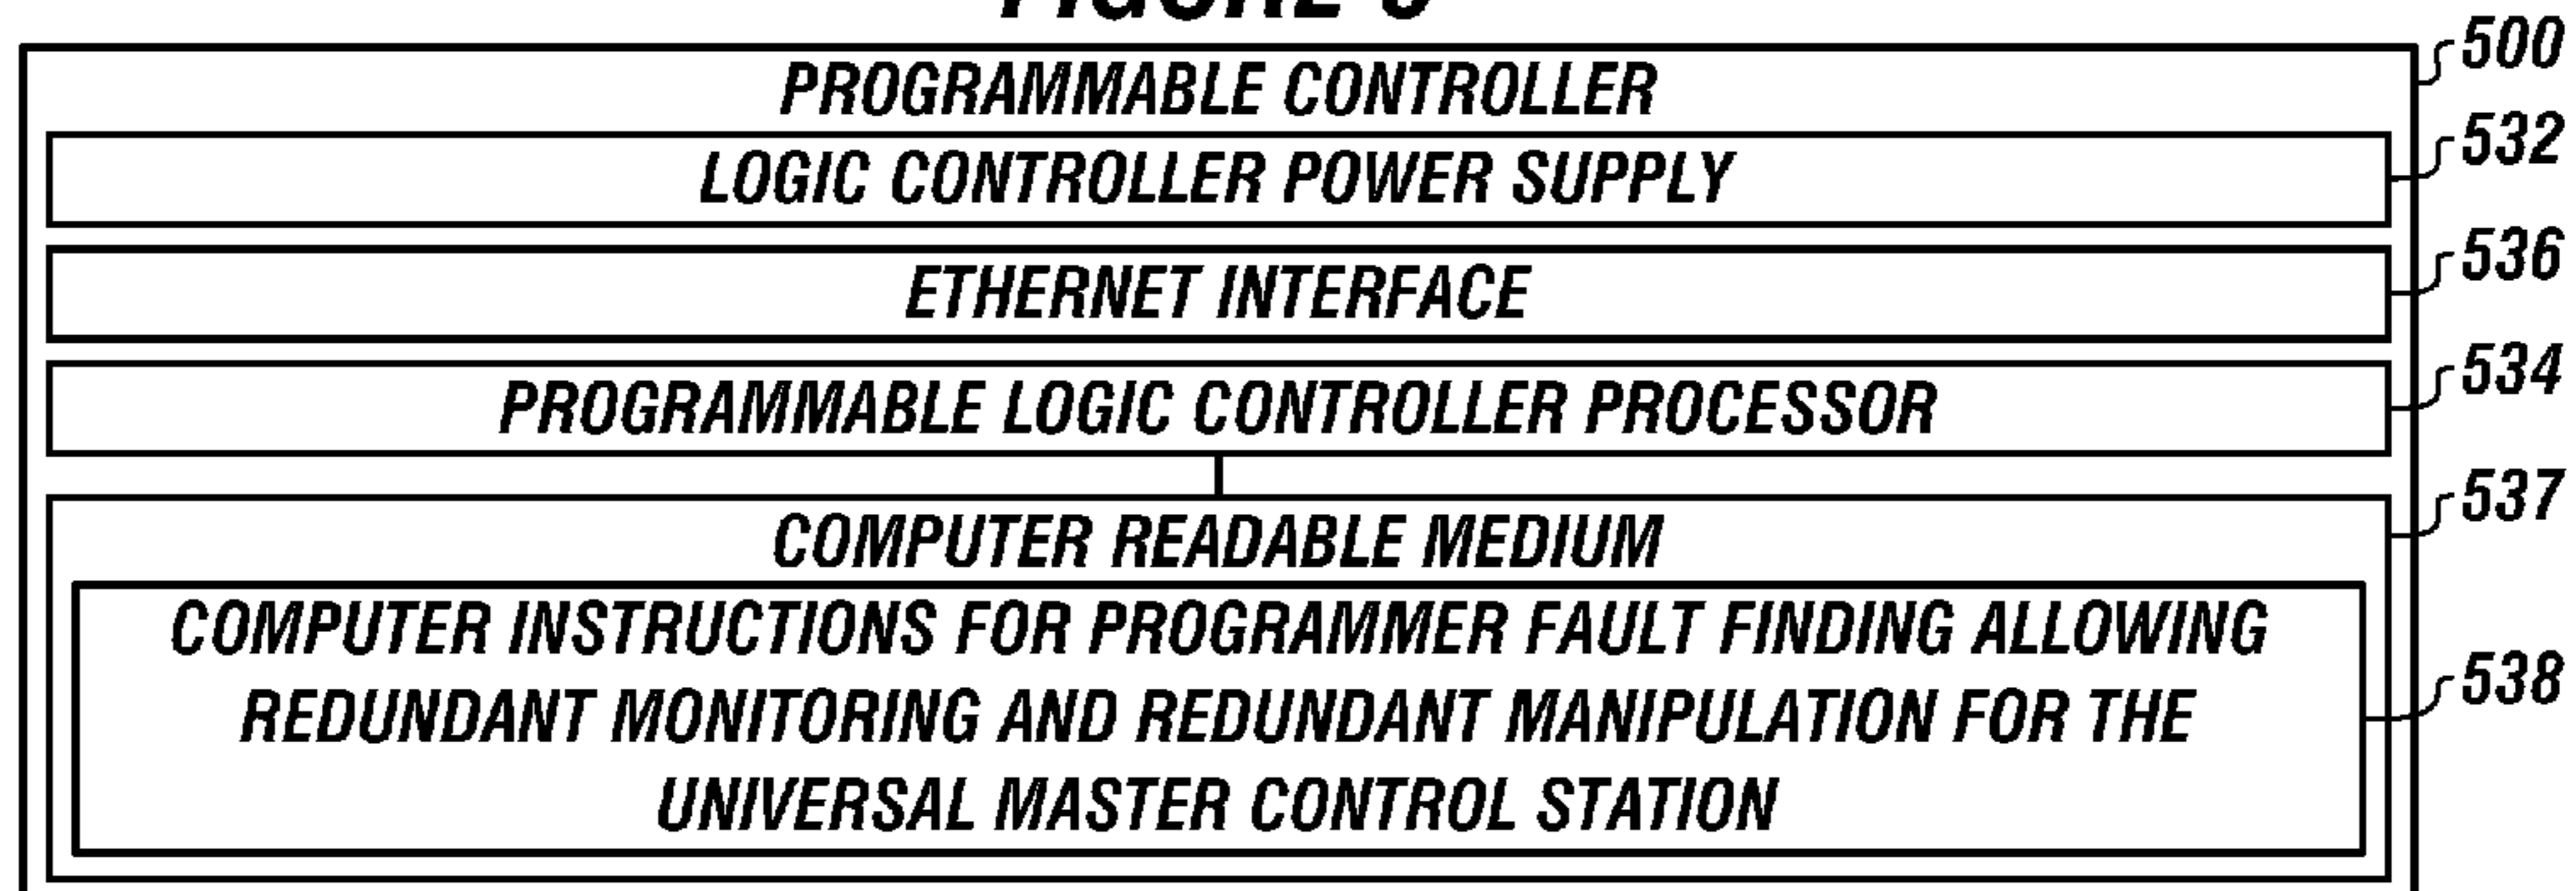 PROGRAMMABLE CONTROLLER
500
LOGIC CONTROLLER POWER SUPPLY
532
ETHERNET INTERFACE
536
PROGRAMMABLE LOGIC CONTROLLER PROCESSOR
534
COMPUTER READABLE MEDIUM
537
COMPUTER INSTRUCTIONS FOR PROGRAMMER FAULT FINDING ALLOWING
REDUNDANT MONITORING AND REDUNDANT MANIPULATION FOR THE
UNIVERSAL MASTER CONTROL STATION
538